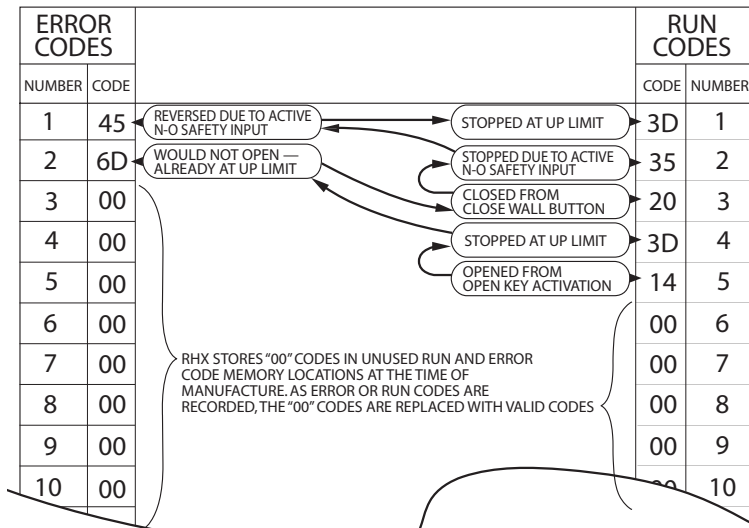 ERROR
CODES
RUN
CODES
NUMBER CODE
CODE NUMBER
1 45 REVERSED DUE TO ACTIVE
N-O SAFETY INPUT
STOPPED AT UP LIMIT 3D 1
2 6D WOULD NOT OPEN —
ALREADY AT UP LIMIT
STOPPED DUE TO ACTIVE
N-O SAFETY INPUT 35 2
3 00
CLOSED FROM
CLOSE WALL BUTTON 20 3
4 00
STOPPED AT UP LIMIT 3D 4
5 00
OPENED FROM
OPEN KEY ACTIVATION 14 5
6 00
00 6
7 00
00 7
8 00
00 8
9 00
00 9
10 00
10
RHX STORES “00” CODES IN UNUSED RUN AND ERROR
CODE MEMORY LOCATIONS AT THE TIME OF
MANUFACTURE. AS ERROR OR RUN CODES ARE
RECORDED, THE “00” CODES ARE REPLACED WITH VALID CODES